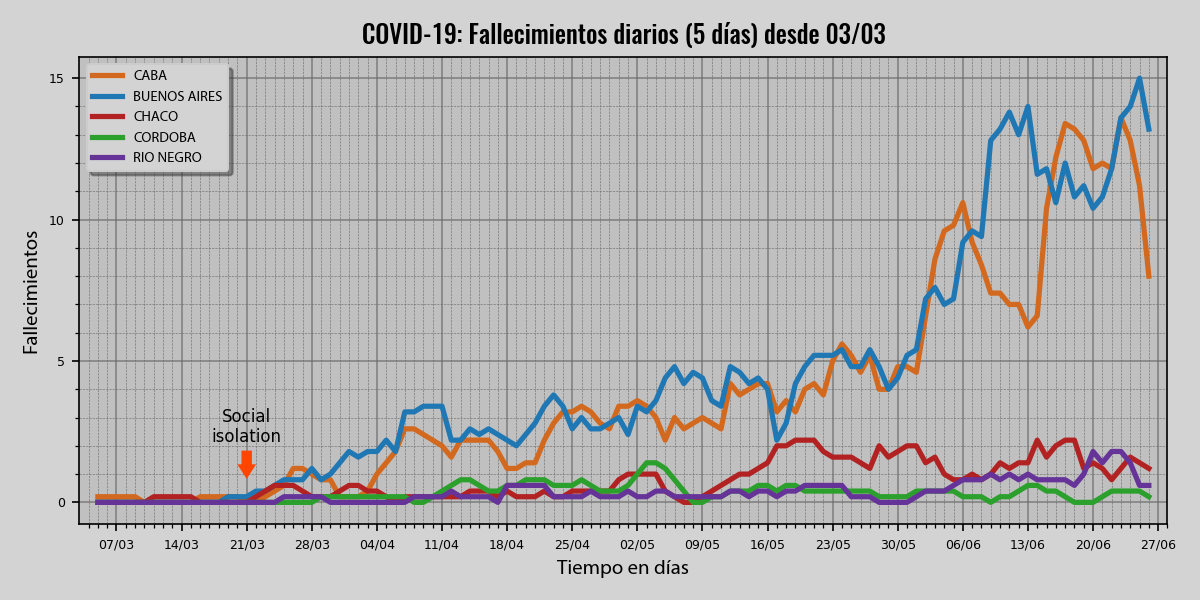 COVID-19: Fallecimientos diarios (5 días) desde 03/03
CABA
BUENOS AIRES
CHACO
CORDOBA
RIO NEGRO
15
10
5
0
Fallecimientos
Social
isolation
07/03 14/03 21/03 28/03 04/04 11/04 18/04 25/04 02/05 09/05 16/05 23/05 30/05 06/06 13/06 20/06 27/06
Tiempo en días